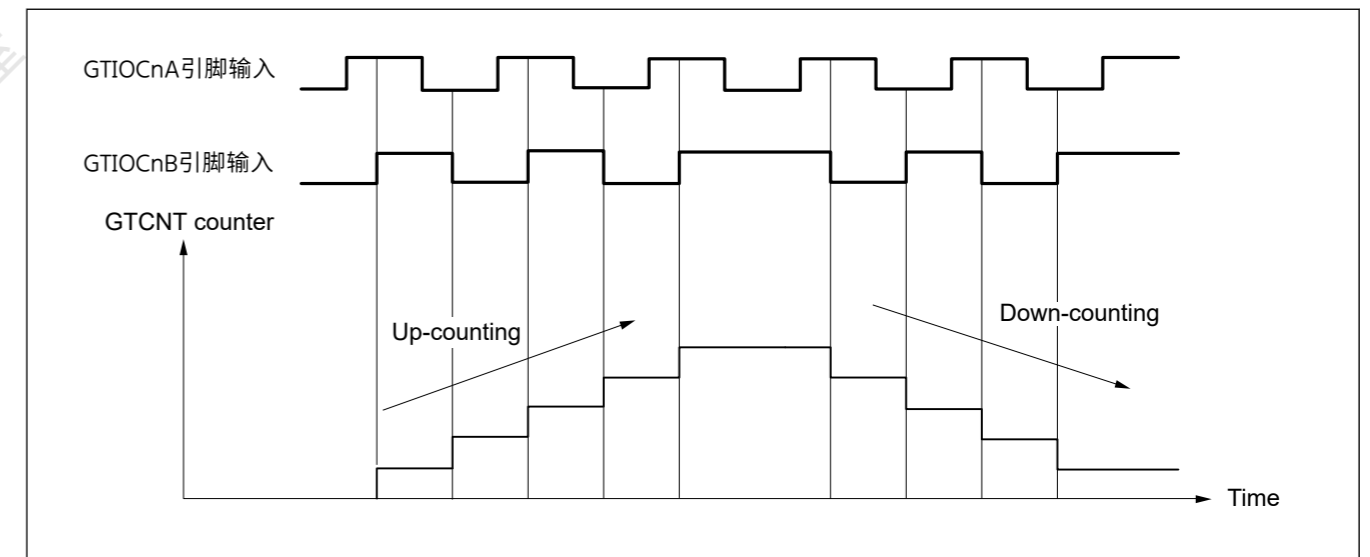 GTIOCnA引脚输入
GTIOCnB引脚输入
GTCNT counter
Up-counting
Down-counting
Time